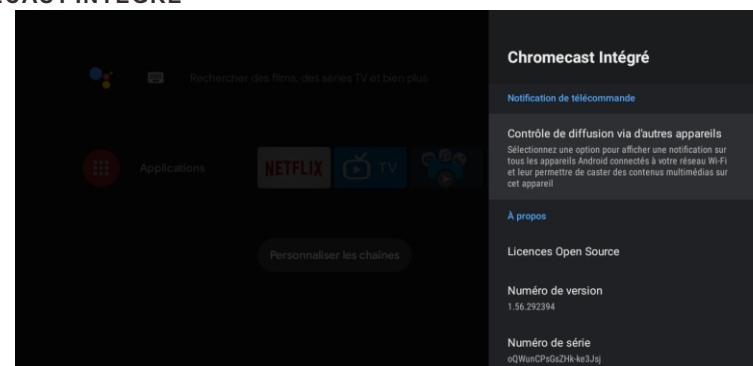 Chromecast Intégré
Rechercher des films, des séries TV et bien plus
Notification de télécommande
Contrôle de diffusion via d'autres appareils
Sélectionnez une option pour afficher une notification sur
tous les appareils Android connectés à votre réseau Wi-Fi
et leur permettre de caster des contenus multimédias sur
cet appareil
Applications
NETFLIX
TV
À propos
Licences Open Source
Personnaliser les chaînes
Numéro de version
1.56.292394
Numéro de série
oQWunCPsGsZHk-ke3Jsj